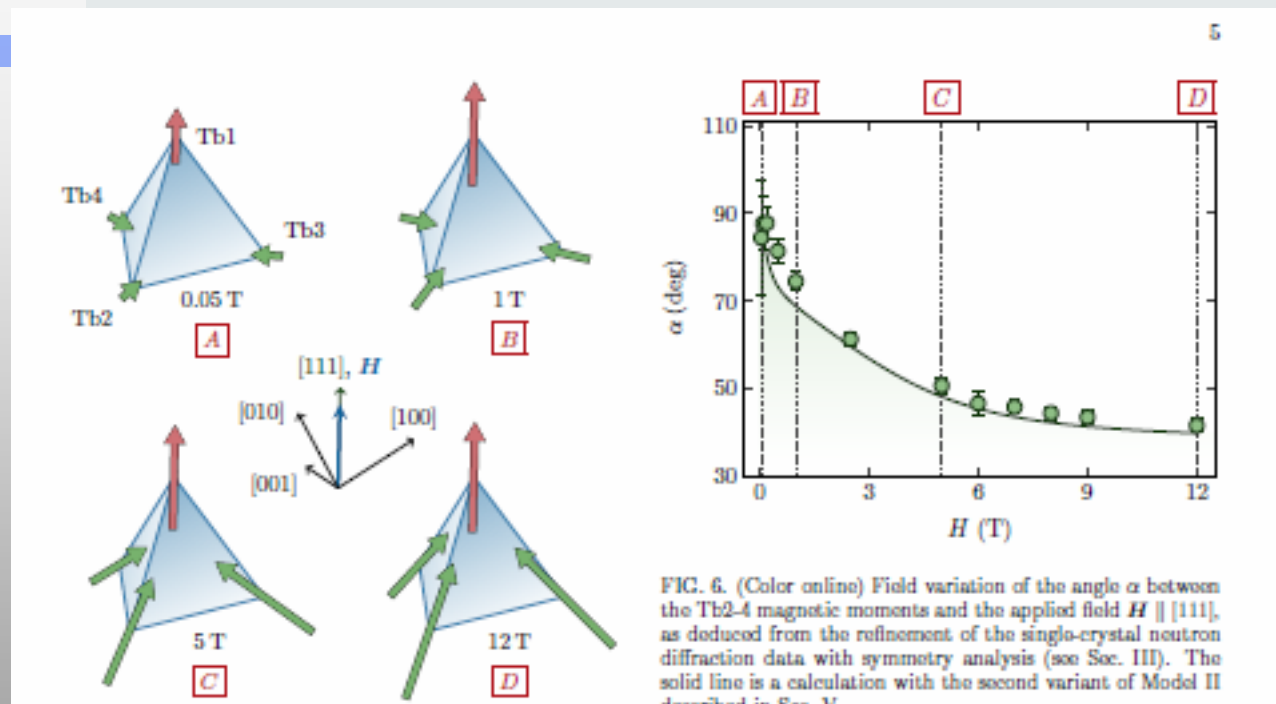 5
Tb1
Tb4
Tb3
Tb2
0.05 T
A
1 T
B
[111], H
[010]
[100]
[001]
5 T
C
12 T
D
A B C D
110
90
70
50
30
α (deg)
0 3 6 9 12
H (T)
FIG. 6. (Color online) Field variation of the angle α between
the Tb2-4 magnetic moments and the applied field H ∥ [111],
as deduced from the refinement of the single-crystal neutron
diffraction data with symmetry analysis (see Sec. III). The
solid line is a calculation with the second variant of Model II
described in Sec. V